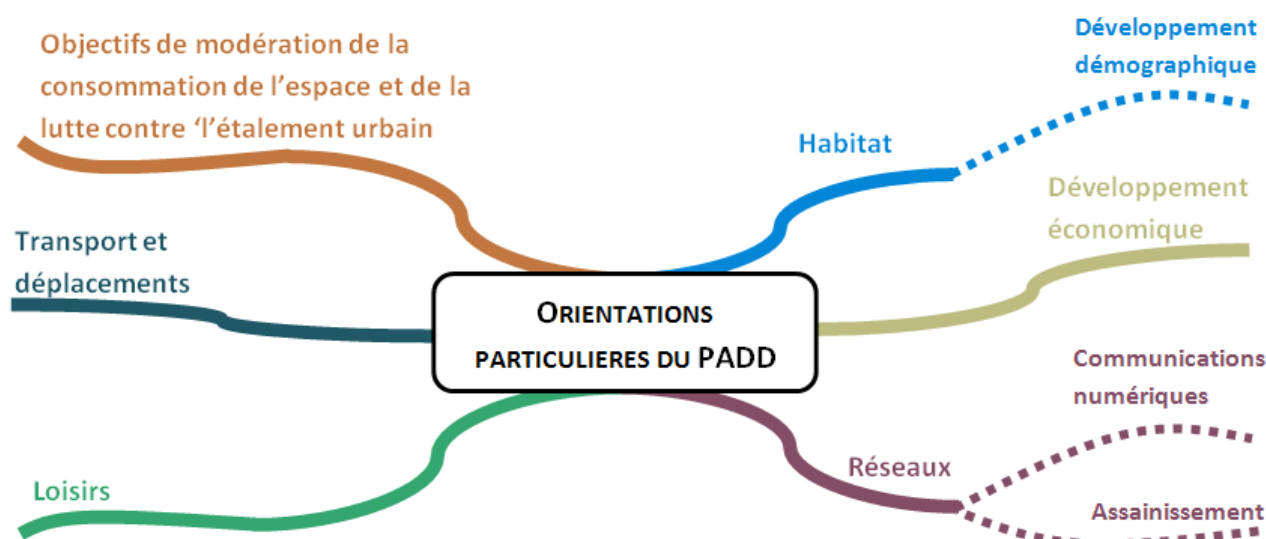 Objectifs de modération de la
consommation de l’espace et de la
lutte contre ‘l’étalement urbain
Transport et
déplacements
Loisirs
ORIENTATIONS
PARTICULIERES DU PADD
Habitat
Développement
démographique
Développement
économique
Réseaux
Communications
numériques
Assainissement